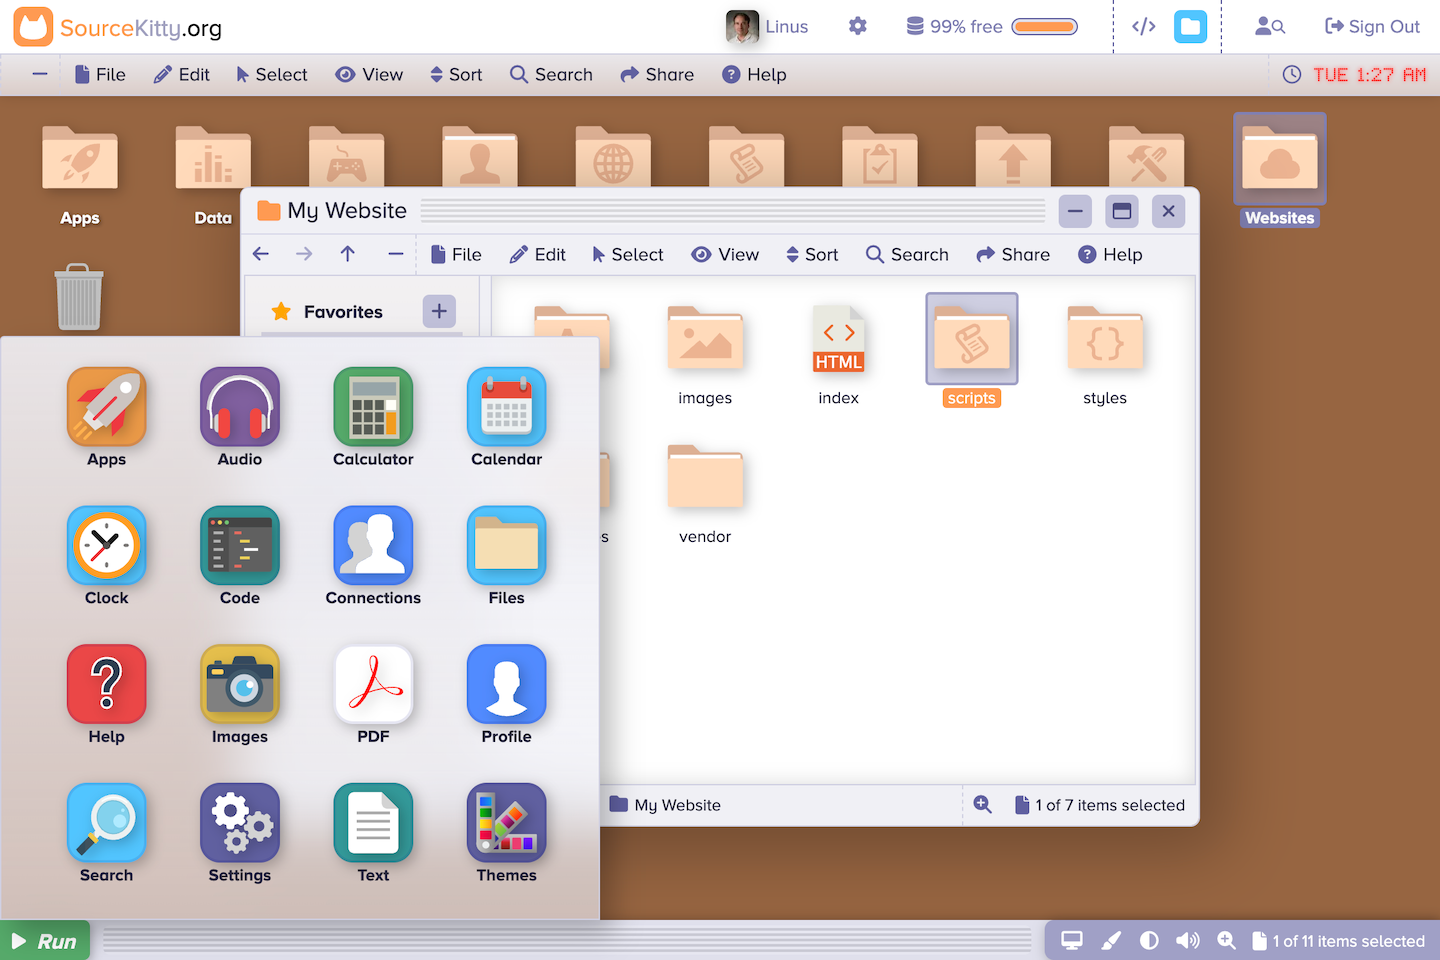 SourceKitty.org
Linus
99% free
Sign Out
File Edit Select View Sort Search Share Help
TUE 1:27 AM
Apps
Data
Websites
My Website
File Edit Select View Sort Search Share Help
Favorites
HTML
images
index
scripts
styles
s
vendor
Apps
Audio
Calculator
Calendar
Clock
Code
Connections
Files
Help
Images
PDF
Profile
Search
Settings
Text
Themes
My Website
1 of 7 items selected
Run
1 of 11 items selected